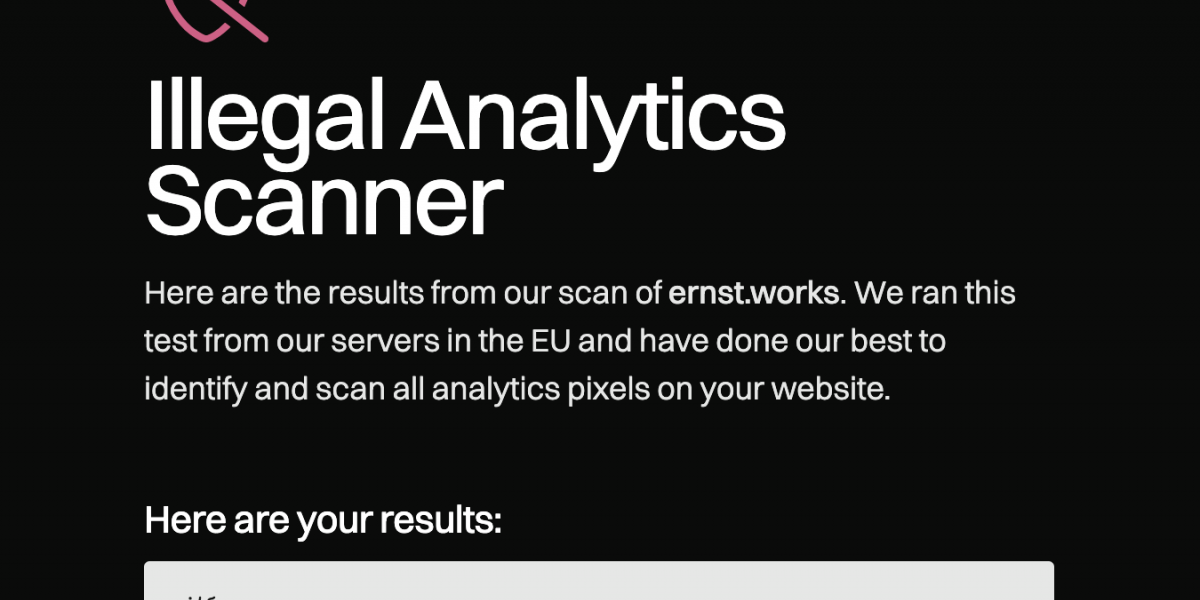 Illegal Analytics
Scanner
Here are the results from our scan of ernst.works. We ran this
test from our servers in the EU and have done our best to
identify and scan all analytics pixels on your website.
Here are your results: